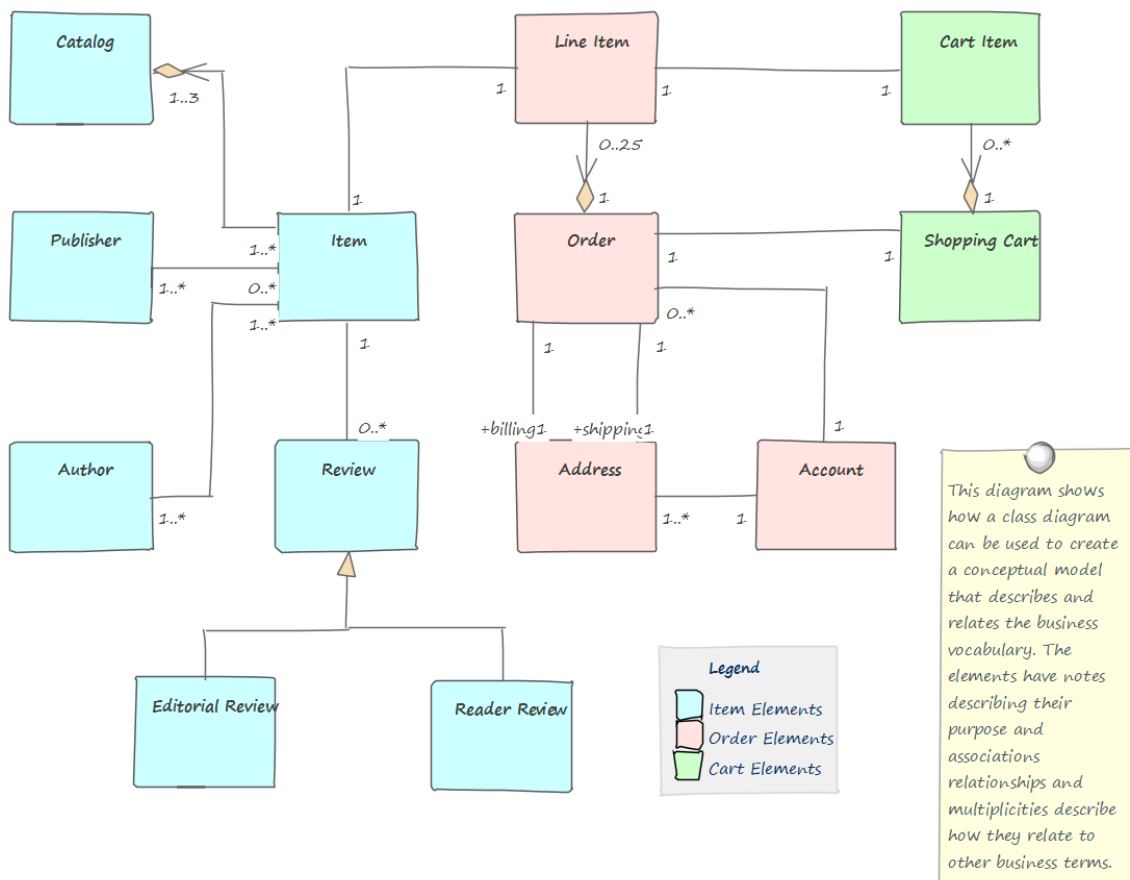 Catalog
Line Item
Cart Item
1..3
1
1
1
0..25
0..*
1
1
1
Publisher
Item
Order
Shopping Cart
1..*
1
1
1..*
0..*
0..*
1..*
1
1
1
0..*
1
+billing1
+shipping1
Author
Review
Address
Account
1..*
1..*
1
This diagram shows
how a class diagram
can be used to create
a conceptual model
that describes and
relates the business
vocabulary. The
elements have notes
describing their
purpose and
associations
relationships and
multiplicities describe
how they relate to
other business terms.
Editorial Review
Reader Review
Legend
Item Elements
Order Elements
Cart Elements